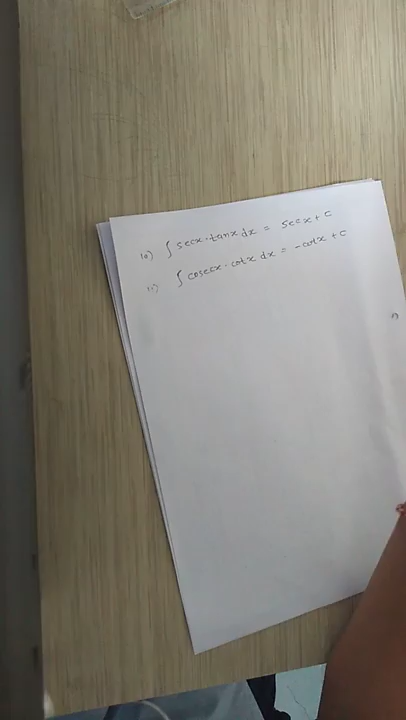 10) ∫ secx·tanx dx = secx + c
11) ∫ cosecx·cotx dx = -cotx + c